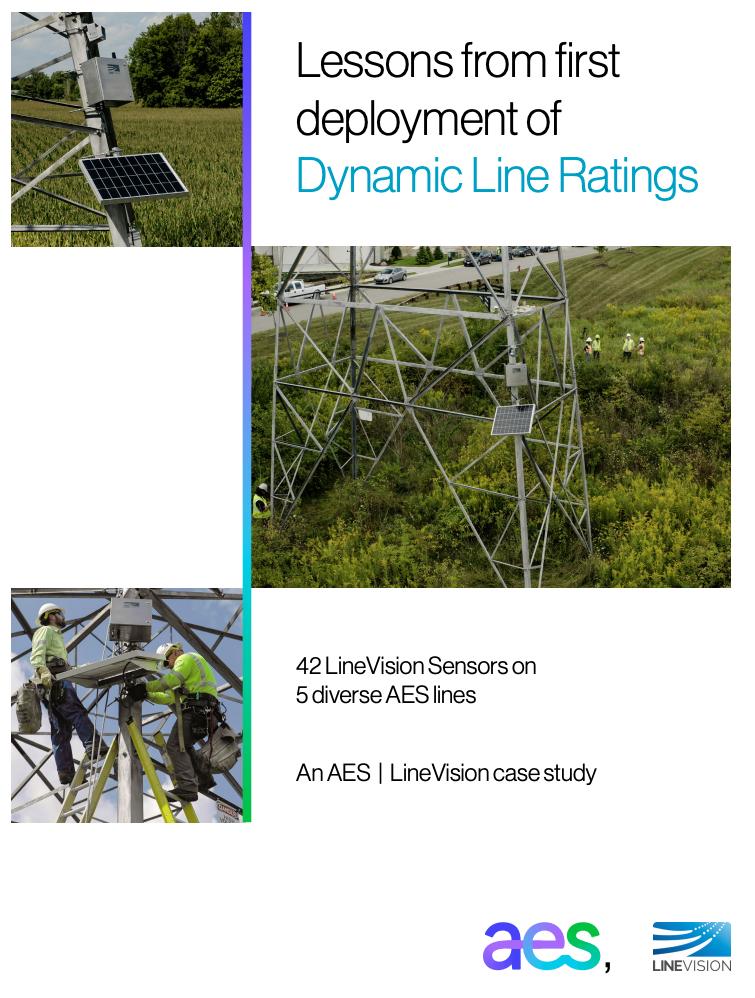 Lessons from first
deployment of
Dynamic Line Ratings
42 LineVision Sensors on
5 diverse AES lines
An AES | LineVision case study
aes,
LINEVISION